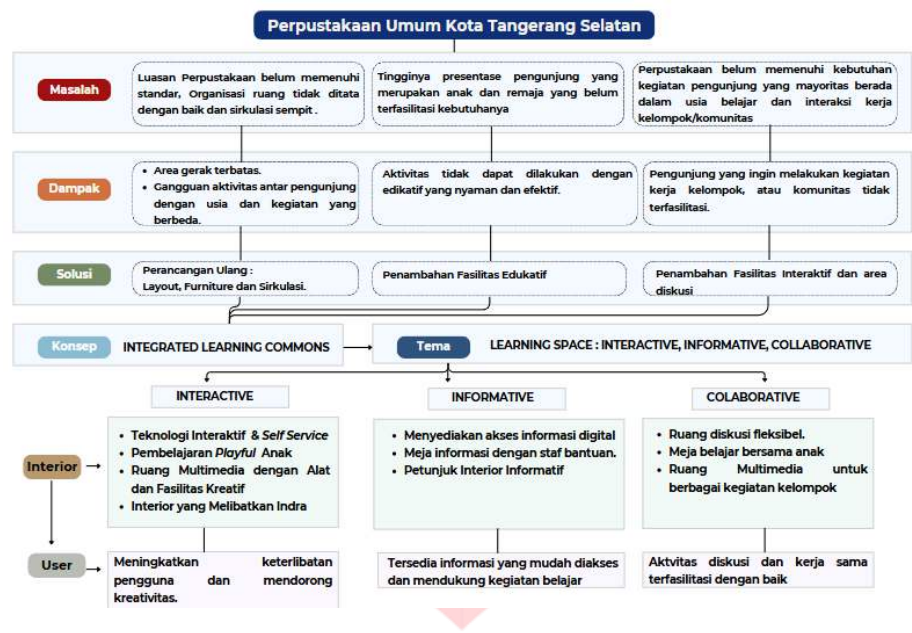 Perpustakaan Umum Kota Tangerang Selatan
Masalah
Luasan Perpustakaan belum memenuhi
standar, Organisasi ruang tidak ditata
dengan baik dan sirkulasi sempit .
Tingginya presentase pengunjung yang
merupakan anak dan remaja yang belum
terfasilitasi kebutuhanya
Perpustakaan belum memenuhi kebutuhan
kegiatan pengunjung yang mayoritas berada
dalam usia belajar dan interaksi kerja
kelompok/komunitas
Dampak
• Area gerak terbatas.
• Gangguan aktivitas antar pengunjung
dengan usia dan kegiatan yang
berbeda.
Aktivitas tidak dapat dilakukan dengan
edikatif yang nyaman dan efektif.
Pengunjung yang ingin melakukan kegiatan
kerja kelompok, atau komunitas tidak
terfasilitasi.
Solusi
Perancangan Ulang :
Layout, Furniture dan Sirkulasi.
Penambahan Fasilitas Edukatif
Penambahan Fasilitas Interaktif dan area
diskusi
Konsep
INTEGRATED LEARNING COMMONS
Tema
LEARNING SPACE : INTERACTIVE, INFORMATIVE, COLLABORATIVE
INTERACTIVE
INFORMATIVE
COLABORATIVE
Interior
• Teknologi Interaktif & Self Service
• Pembelajaran Playful Anak
• Ruang Multimedia dengan Alat
dan Fasilitas Kreatif
• Interior yang Melibatkan Indra
• Menyediakan akses informasi digital
• Meja informasi dengan staf bantuan.
• Petunjuk Interior Informatif
• Ruang diskusi fleksibel.
• Meja belajar bersama anak
• Ruang Multimedia untuk
berbagai kegiatan kelompok
User
Meningkatkan keterlibatan
pengguna dan mendorong
kreativitas.
Tersedia informasi yang mudah diakses
dan mendukung kegiatan belajar
Aktvitas diskusi dan kerja sama
terfasilitasi dengan baik